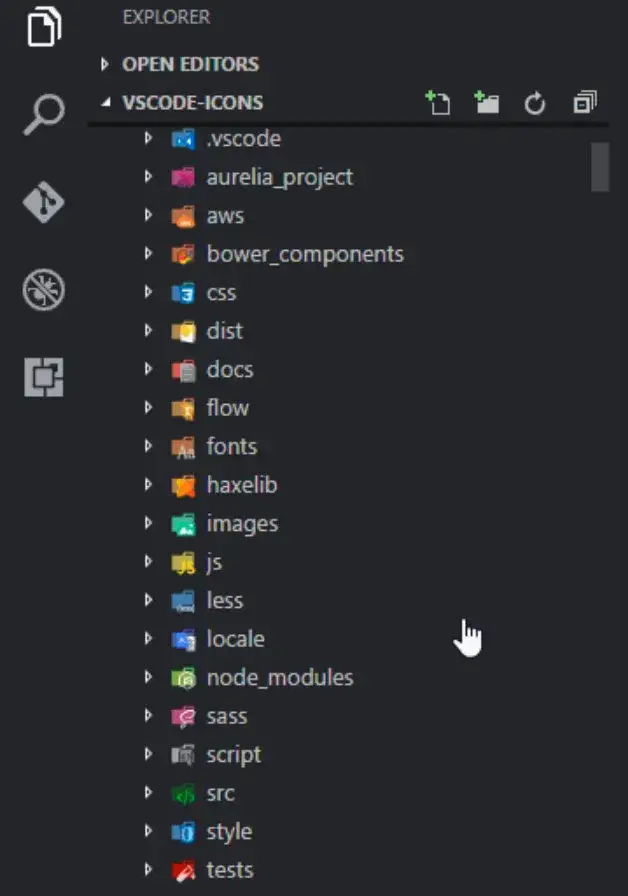 EXPLORER
OPEN EDITORS
VSCODE-ICONS
.vscode
aurelia_project
aws
bower_components
css
dist
docs
flow
fonts
haxelib
images
js
less
locale
node_modules
sass
script
src
style
tests